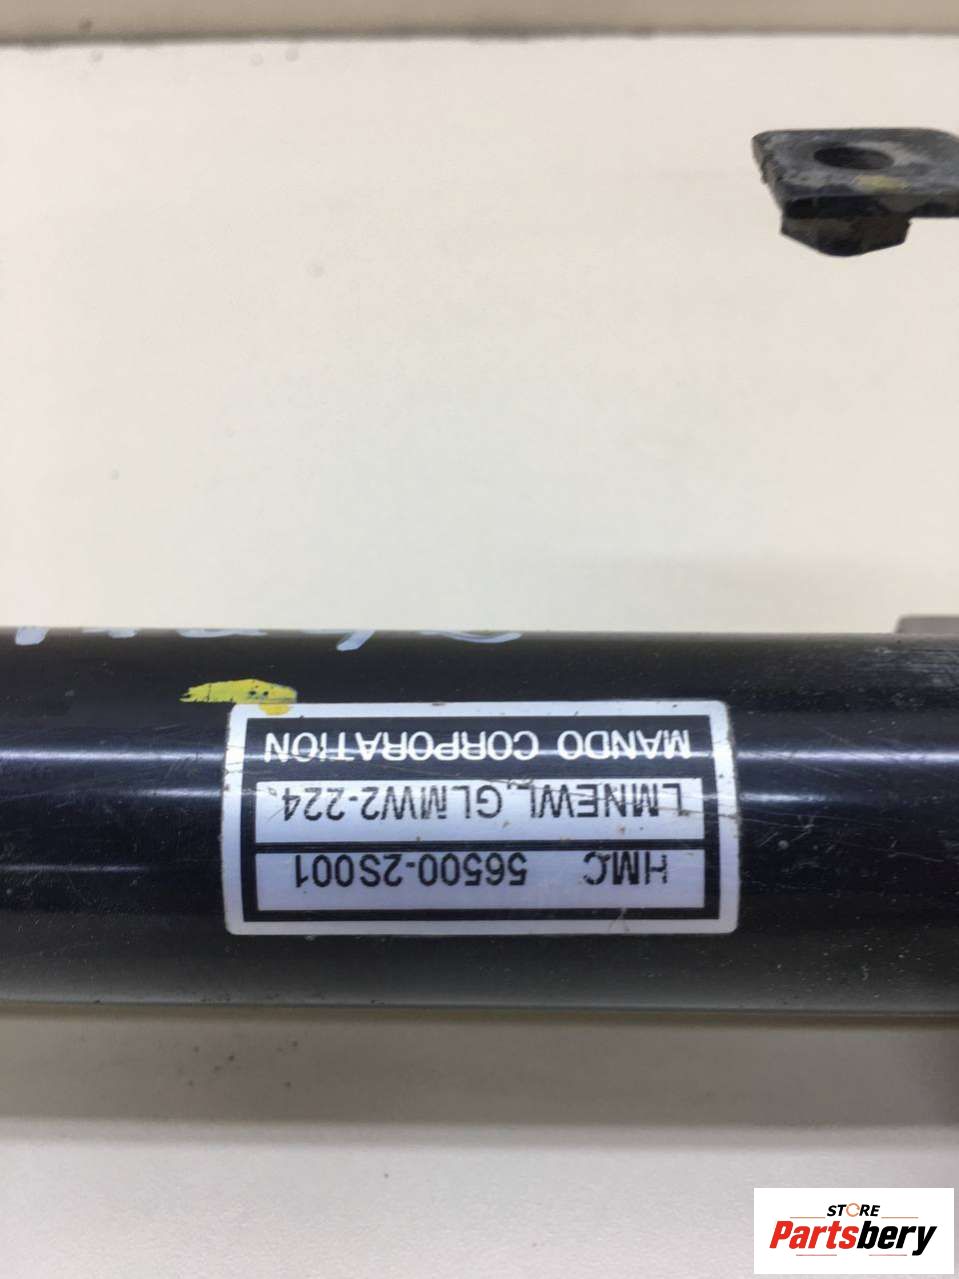 HMC 56500-2S001
LMNEWL, GLMW2-224
MANDO CORPORATION
STORE
Partsbery